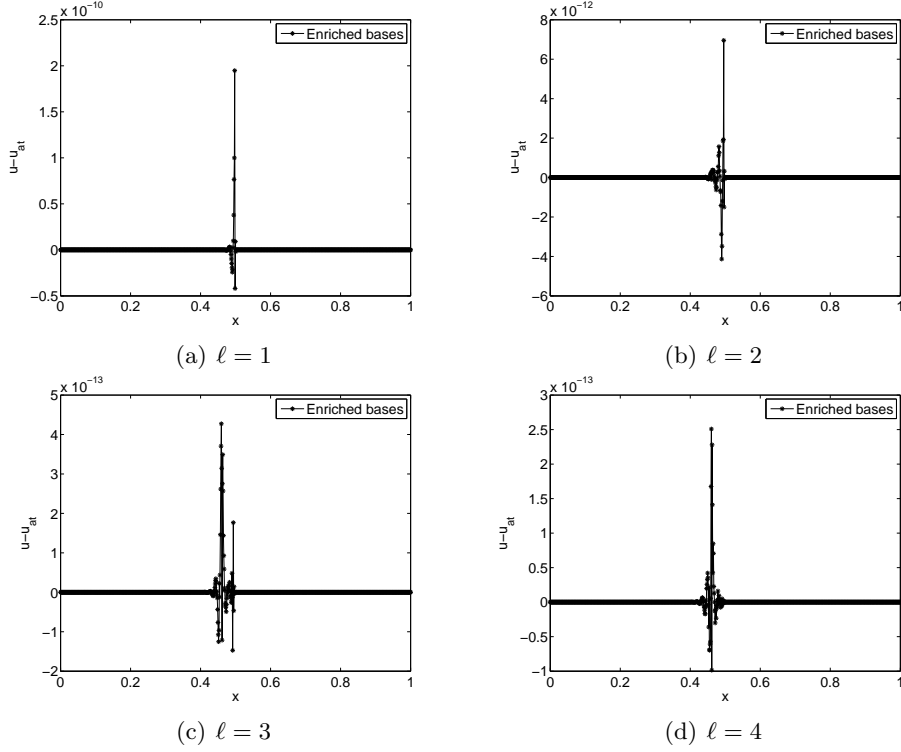 x 10^−10
2.5
2
1.5
1
0.5
0
−0.5
u−u_at
Enriched bases
0
0.2
0.4
0.6
0.8
1
x
(a) ℓ = 1
x 10^−12
8
6
4
2
0
−2
−4
−6
u−u_at
Enriched bases
0
0.2
0.4
0.6
0.8
1
x
(b) ℓ = 2
x 10^−13
5
4
3
2
1
0
−1
−2
u−u_at
Enriched bases
0
0.2
0.4
0.6
0.8
1
x
(c) ℓ = 3
x 10^−13
3
2.5
2
1.5
1
0.5
0
−0.5
−1
u−u_at
Enriched bases
0
0.2
0.4
0.6
0.8
1
x
(d) ℓ = 4